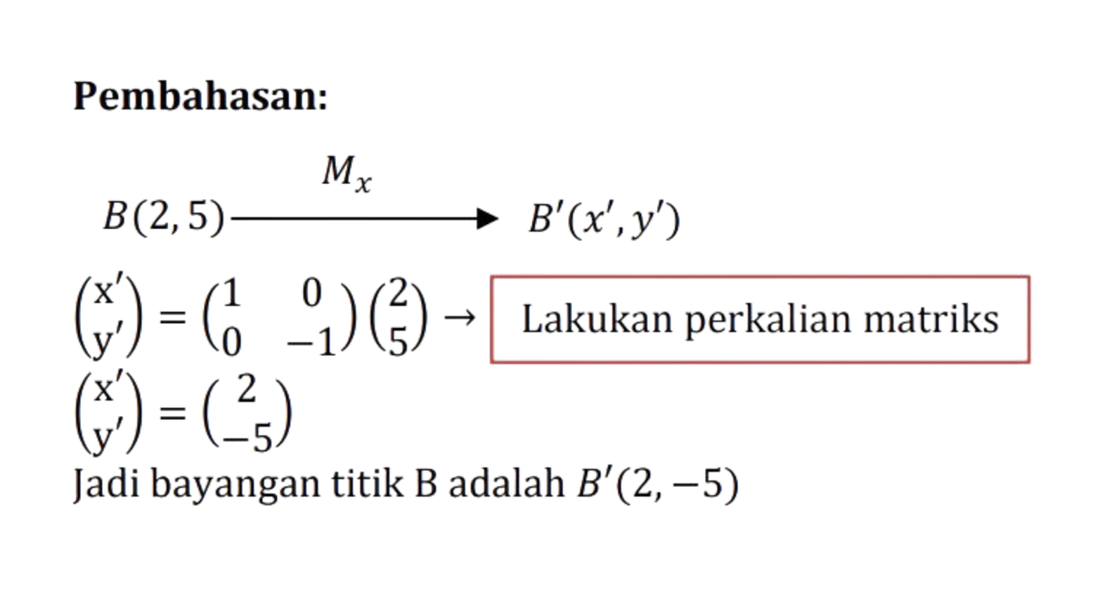 Pembahasan:
M_x
B(2, 5) ⟶ B′(x′, y′)
(x′ y′) = (1 0 0 −1)(2 5) → Lakukan perkalian matriks
(x′ y′) = (2 −5)
Jadi bayangan titik B adalah B′(2, −5)